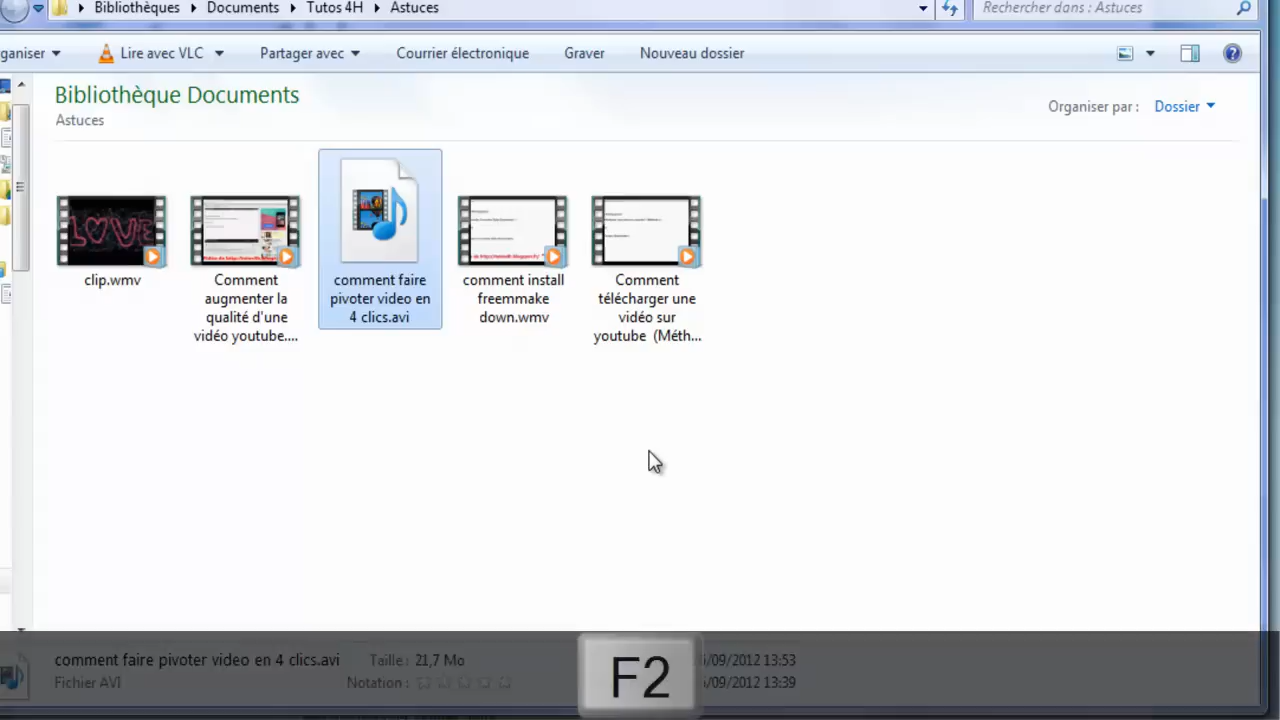 Bibliothèques Documents Tutos 4H Astuces
Rechercher dans : Astuces
ganiser Lire avec VLC Partager avec Courrier électronique Graver Nouveau dossier
Bibliothèque Documents
Astuces
Organiser par : Dossier
clip.wmv
Comment
augmenter la
qualité d'une
vidéo youtube....
comment faire
pivoter video en
4 clics.avi
comment install
freemmake
down.wmv
Comment
télécharger une
vidéo sur
youtube (Méth...
comment faire pivoter video en 4 clics.avi Taille : 21,7 Mo /09/2012 13:53
Fichier AVI Notation : /09/2012 13:39
F2